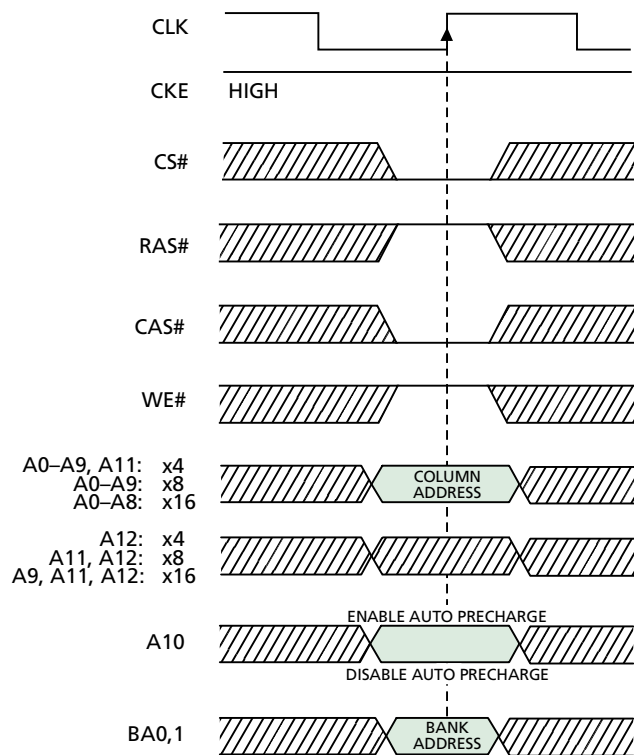 CLK
CKE HIGH
CS#
RAS#
CAS#
WE#
A0–A9, A11: x4
A0–A9: x8
A0–A8: x16
COLUMN
ADDRESS
A12: x4
A11, A12: x8
A9, A11, A12: x16
ENABLE AUTO PRECHARGE
A10
DISABLE AUTO PRECHARGE
BA0,1
BANK
ADDRESS